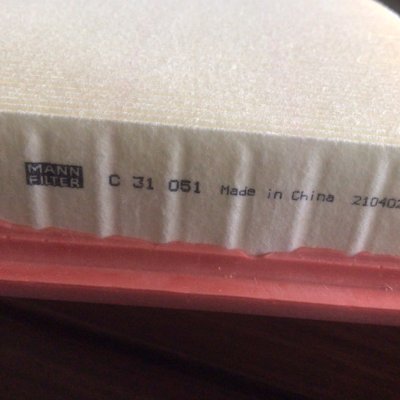 MANN
FILTER
C 31 051 Made in China 210402